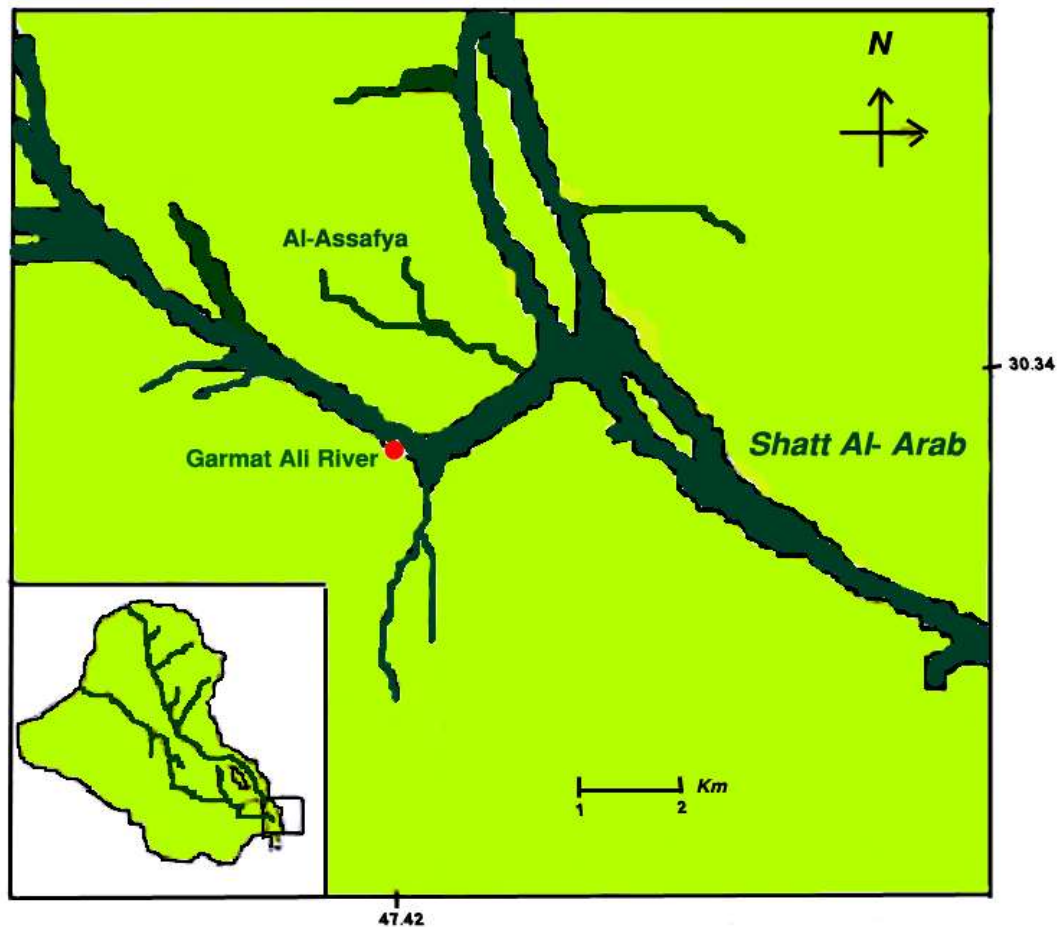 N
Al-Assafya
30.34
Shatt Al- Arab
Garmat Ali River
Km
1 2
47.42